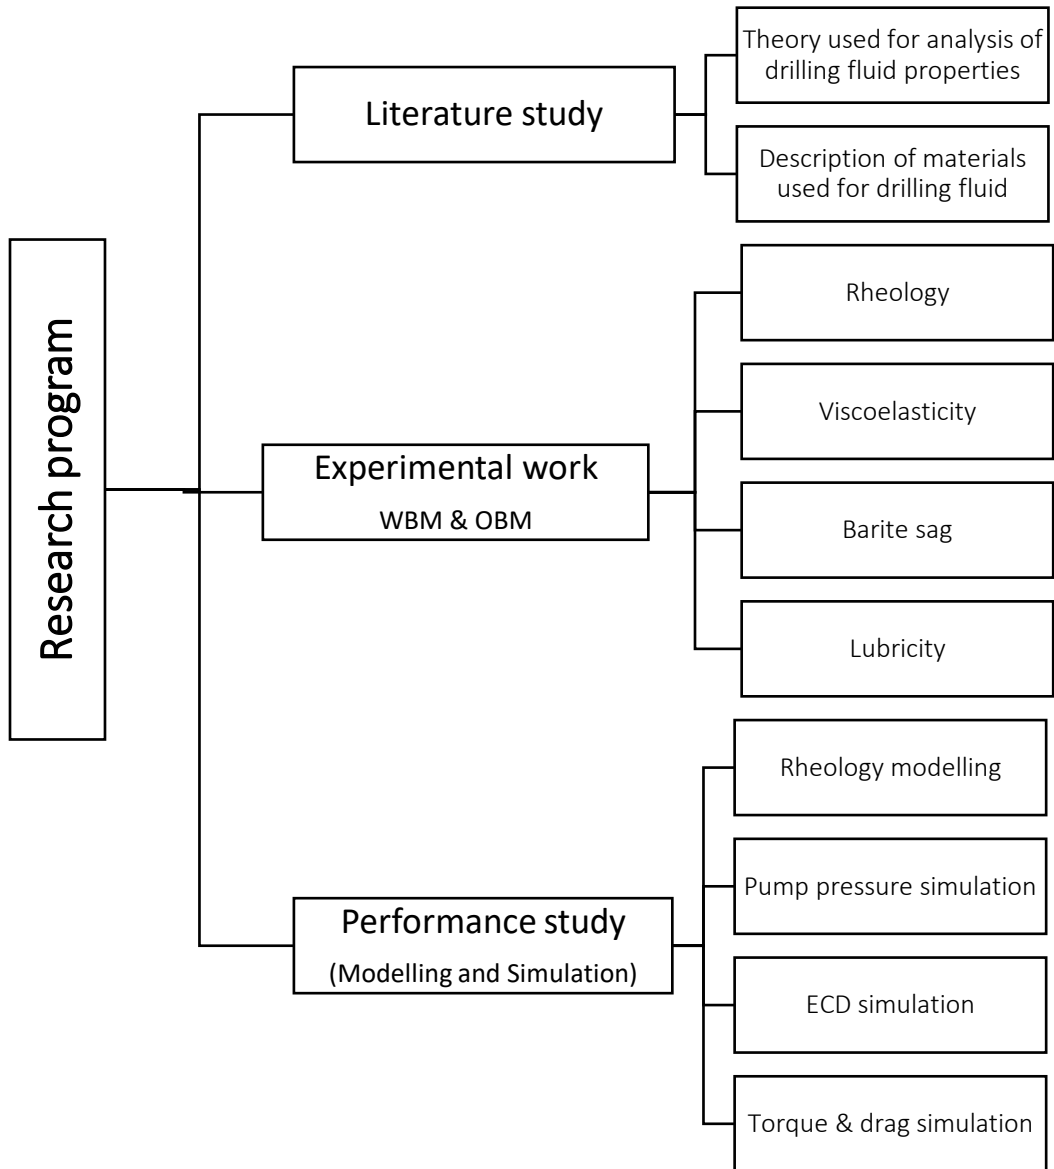 Research program
Literature study
Theory used for analysis of
drilling fluid properties
Description of materials
used for drilling fluid
Experimental work
WBM & OBM
Rheology
Viscoelasticity
Barite sag
Lubricity
Performance study
(Modelling and Simulation)
Rheology modelling
Pump pressure simulation
ECD simulation
Torque & drag simulation